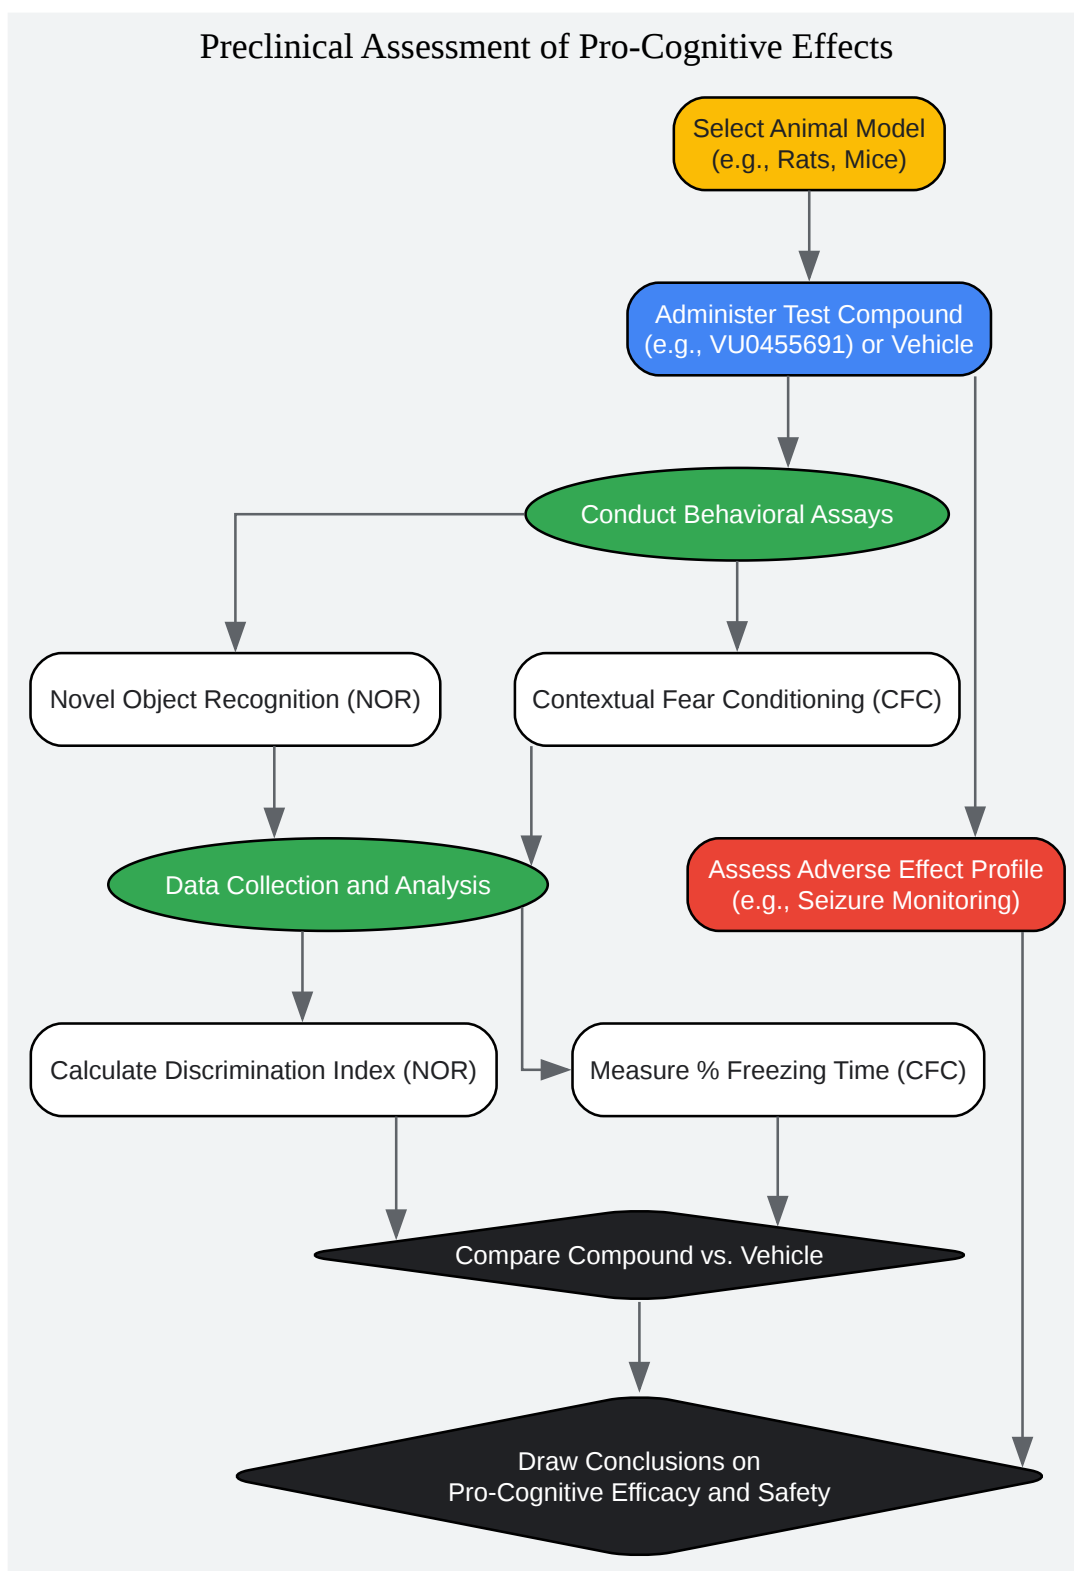 Preclinical Assessment of Pro-Cognitive Effects
Select Animal Model
(e.g., Rats, Mice)
Administer Test Compound
(e.g., VU0455691) or Vehicle
Conduct Behavioral Assays
Novel Object Recognition (NOR)
Contextual Fear Conditioning (CFC)
Data Collection and Analysis
Assess Adverse Effect Profile
(e.g., Seizure Monitoring)
Calculate Discrimination Index (NOR)
Measure % Freezing Time (CFC)
Compare Compound vs. Vehicle
Draw Conclusions on
Pro-Cognitive Efficacy and Safety